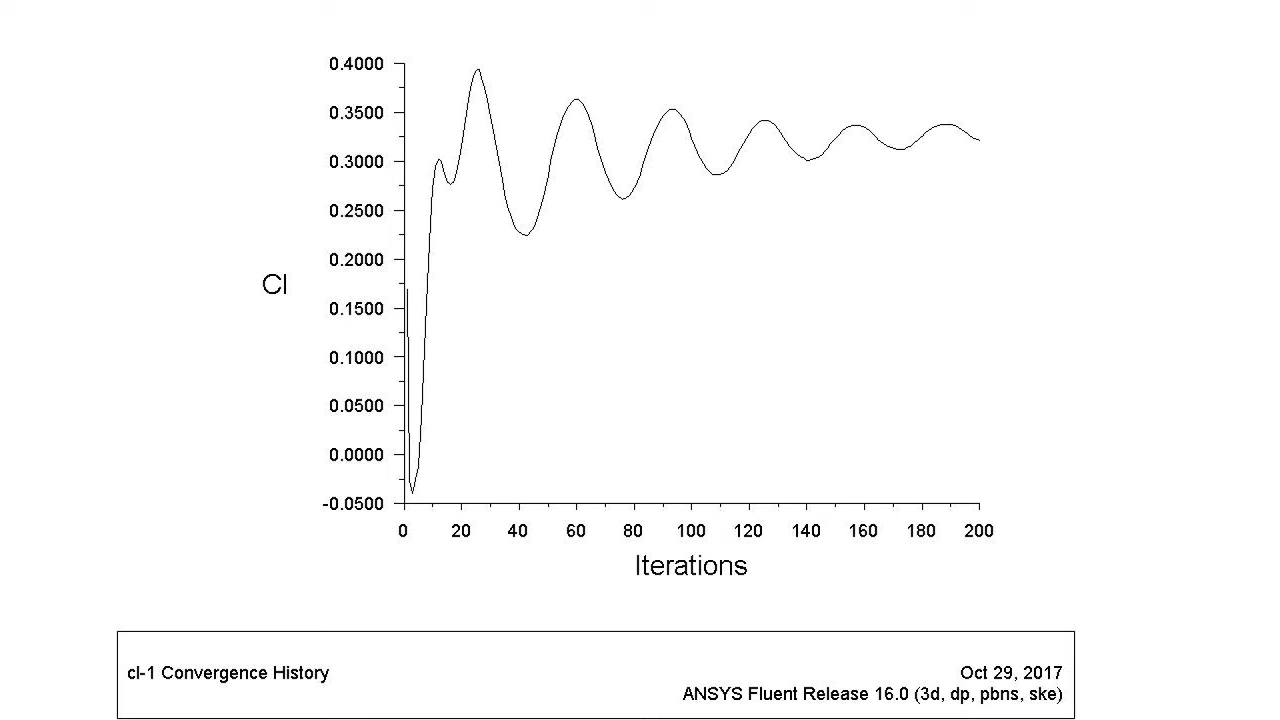 0.4000
0.3500
0.3000
0.2500
0.2000
Cl
0.1500
0.1000
0.0500
0.0000
-0.0500
0 20 40 60 80 100 120 140 160 180 200
Iterations
cl-1 Convergence History
Oct 29, 2017
ANSYS Fluent Release 16.0 (3d, dp, pbns, ske)